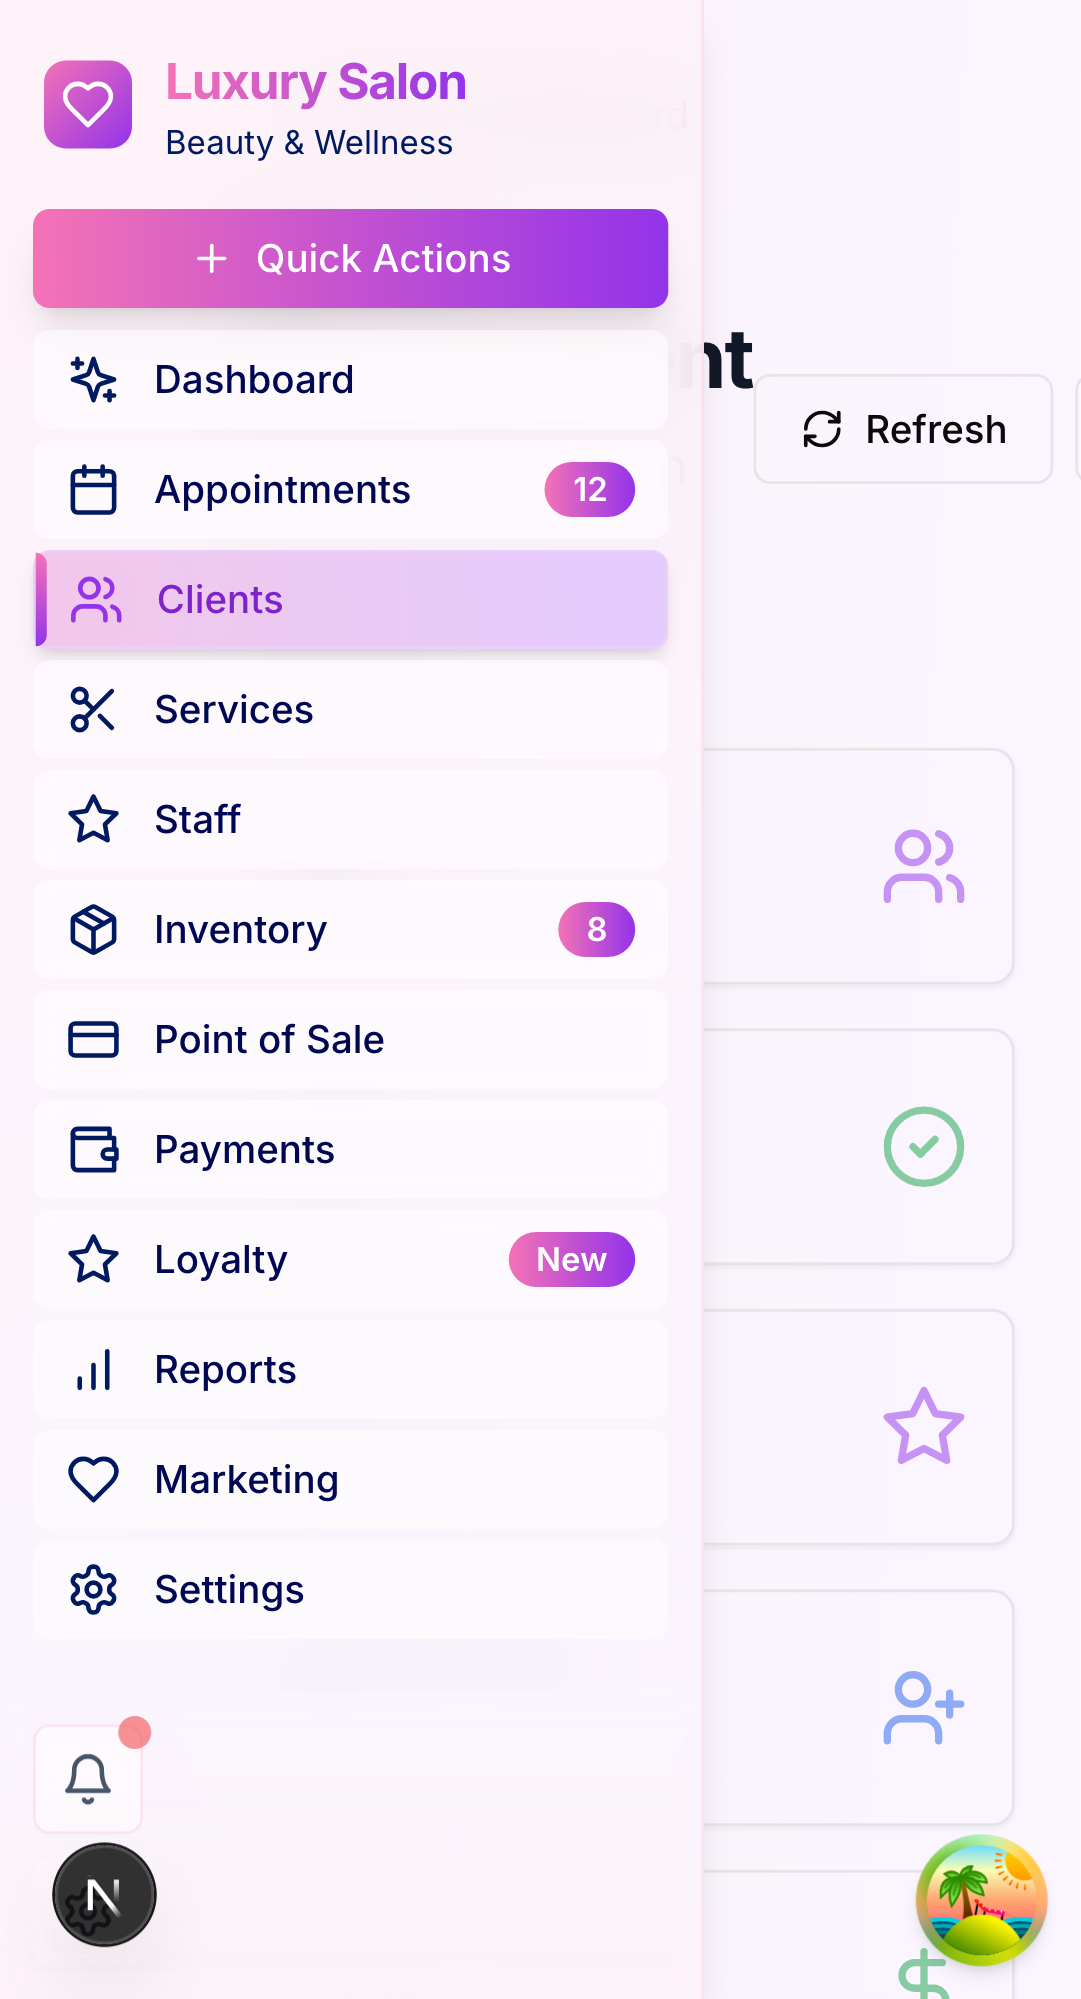 Luxury Salon
Beauty & Wellness
Quick Actions
Dashboard
nt
Refresh
Appointments 12
Clients
Services
Staff
Inventory 8
Point of Sale
Payments
Loyalty New
Reports
Marketing
Settings
N